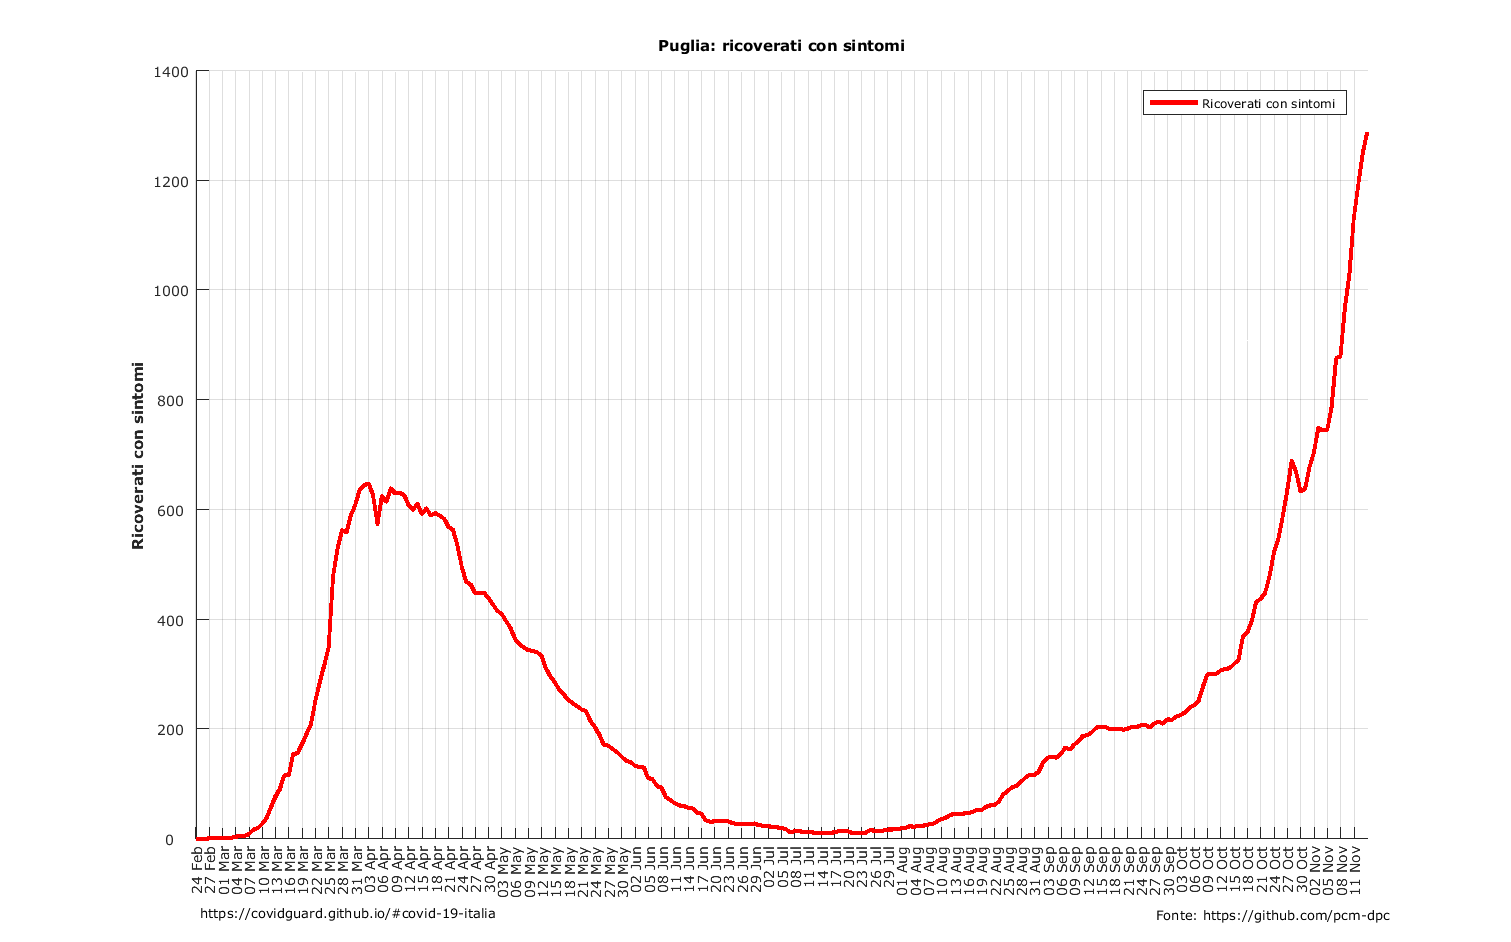 Puglia: ricoverati con sintomi
1400
1200
1000
800
600
400
200
0
Ricoverati con sintomi
Ricoverati con sintomi
24 Feb
27 Feb
01 Mar
04 Mar
07 Mar
10 Mar
13 Mar
16 Mar
19 Mar
22 Mar
25 Mar
28 Mar
31 Mar
03 Apr
06 Apr
09 Apr
12 Apr
15 Apr
18 Apr
21 Apr
24 Apr
27 Apr
30 Apr
03 May
06 May
09 May
12 May
15 May
18 May
21 May
24 May
27 May
30 May
02 Jun
05 Jun
08 Jun
11 Jun
14 Jun
17 Jun
20 Jun
23 Jun
26 Jun
29 Jun
02 Jul
05 Jul
08 Jul
11 Jul
14 Jul
17 Jul
20 Jul
23 Jul
26 Jul
29 Jul
01 Aug
04 Aug
07 Aug
10 Aug
13 Aug
16 Aug
19 Aug
22 Aug
25 Aug
28 Aug
31 Aug
03 Sep
06 Sep
09 Sep
12 Sep
15 Sep
18 Sep
21 Sep
24 Sep
27 Sep
30 Sep
03 Oct
06 Oct
09 Oct
12 Oct
15 Oct
18 Oct
21 Oct
24 Oct
27 Oct
30 Oct
02 Nov
05 Nov
08 Nov
11 Nov
https://covidguard.github.io/#covid-19-italia
Fonte: https://github.com/pcm-dpc